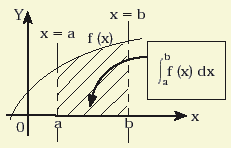 Y
x = b
x = a
f (x)
∫ₐᵇ f (x) dx
0
a
b
x